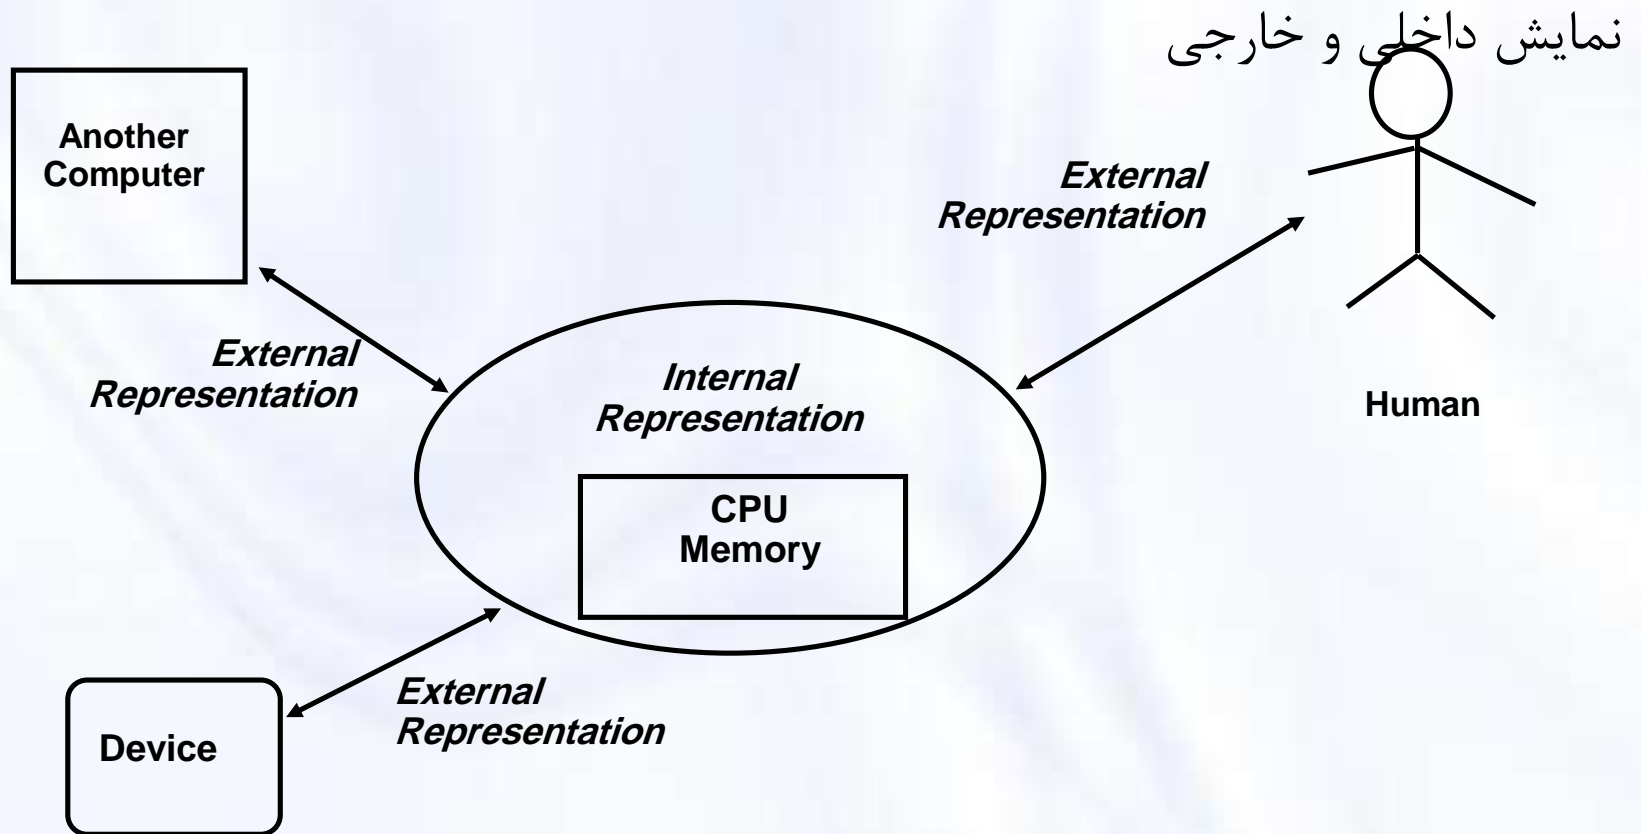 نمایش داخلی و خارجی
Another
Computer
External
Representation
External
Representation
Internal
Representation
Human
CPU
Memory
External
Representation
Device